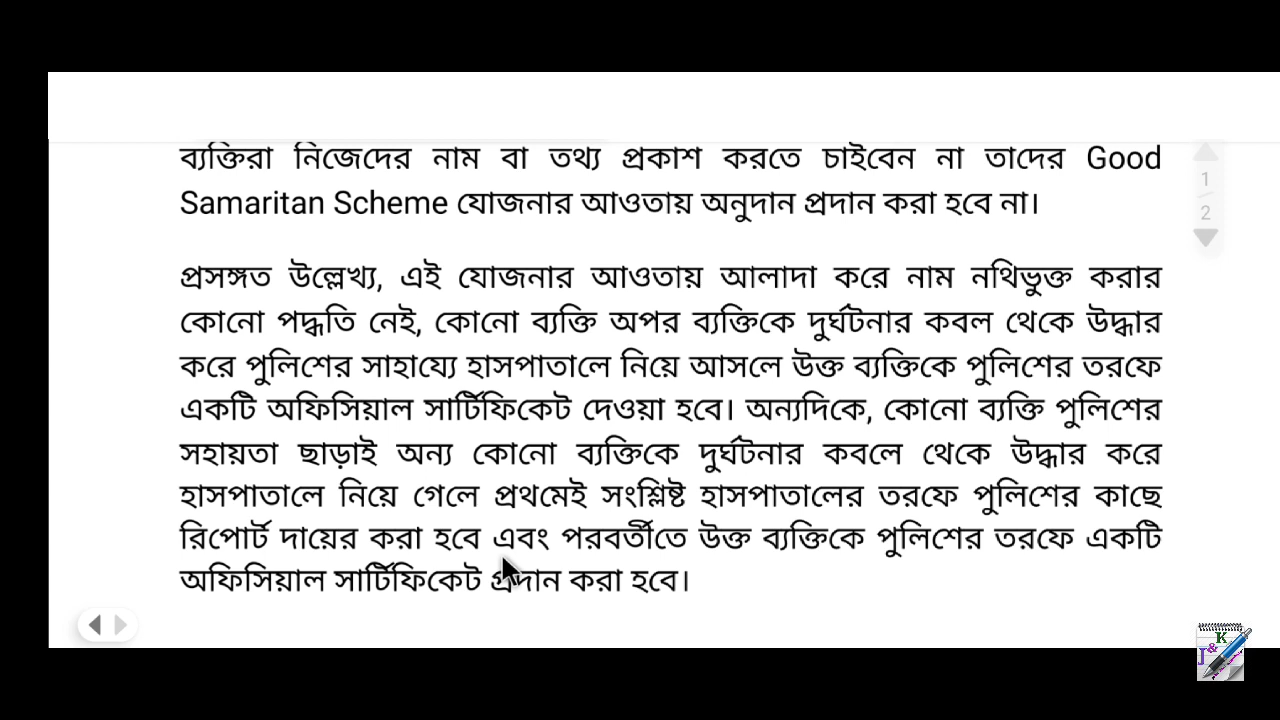 ব্যক্তিরা নিজেদের নাম বা তথ্য প্রকাশ করতে চাইবেন না তাদের Good
Samaritan Scheme যোজনার আওতায় অনুদান প্রদান করা হবে না।
প্রসঙ্গত উল্লেখ্য, এই যোজনার আওতায় আলাদা করে নাম নথিভুক্ত করার
কোনো পদ্ধতি নেই, কোনো ব্যক্তি অপর ব্যক্তিকে দুর্ঘটনার কবল থেকে উদ্ধার
করে পুলিশের সাহায্যে হাসপাতালে নিয়ে আসলে উক্ত ব্যক্তিকে পুলিশের তরফে
একটি অফিসিয়াল সার্টিফিকেট দেওয়া হবে। অন্যদিকে, কোনো ব্যক্তি পুলিশের
সহায়তা ছাড়াই অন্য কোনো ব্যক্তিকে দুর্ঘটনার কবলে থেকে উদ্ধার করে
হাসপাতালে নিয়ে গেলে প্রথমেই সংশ্লিষ্ট হাসপাতালের তরফে পুলিশের কাছে
রিপোর্ট দায়ের করা হবে এবং পরবর্তীতে উক্ত ব্যক্তিকে পুলিশের তরফে একটি
অফিসিয়াল সার্টিফিকেট প্রদান করা হবে।
1
2
J&K